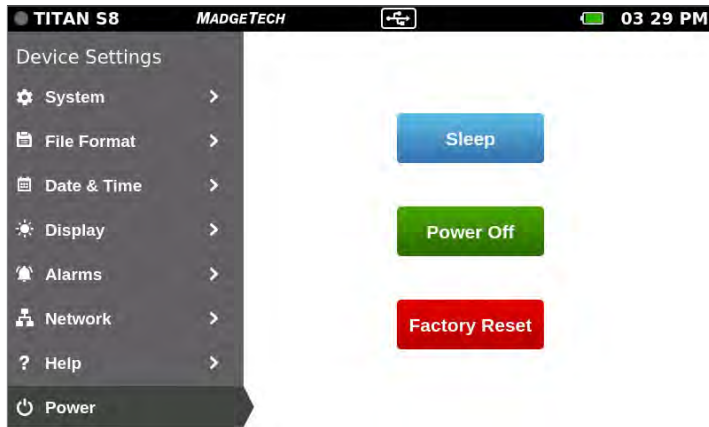 TITAN S8 MADGETECH 03 29 PM
Device Settings
System
File Format
Date & Time
Display
Alarms
Network
Help
Power
Sleep
Power Off
Factory Reset